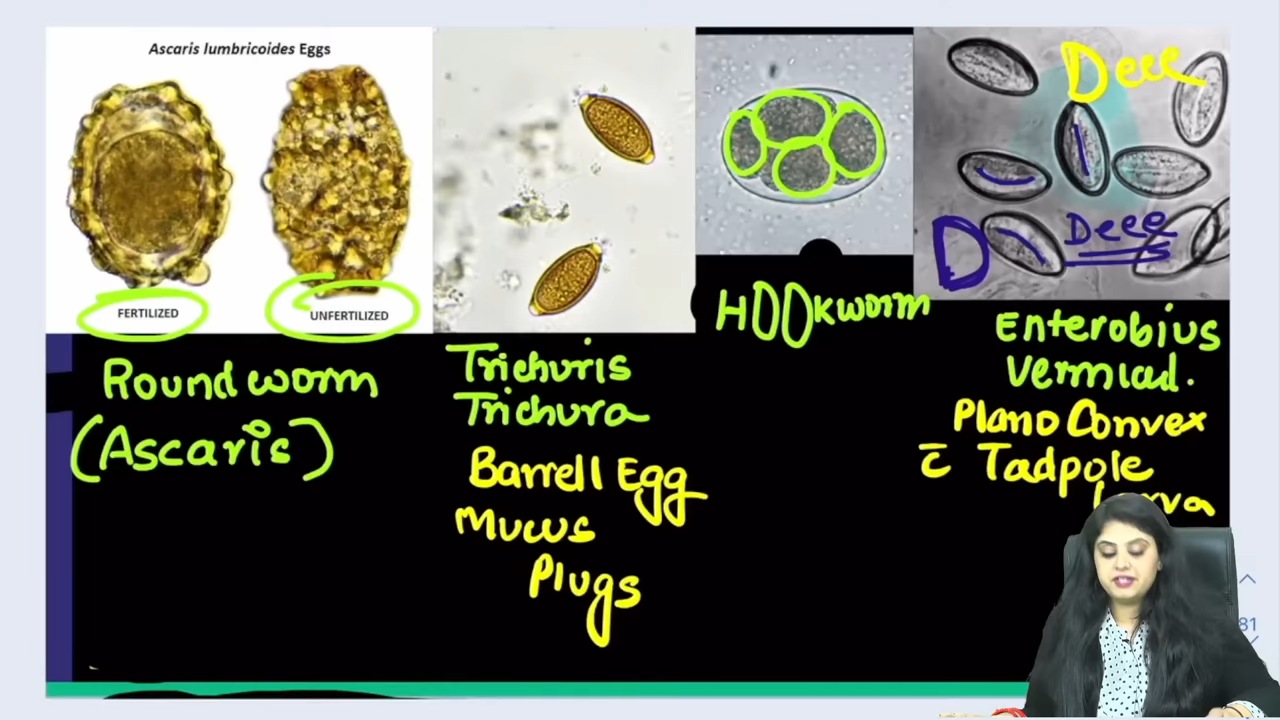 Ascaris lumbricoides Eggs
FERTILIZED
UNFERTILIZED
Round worm
(Ascaris)
Trichuris
Trichura
Barrell Egg
Mucus
Plugs
HOOkworm
Deee
D
Deee
Enterobius
Plano Convex
c̄ Tadpole
81